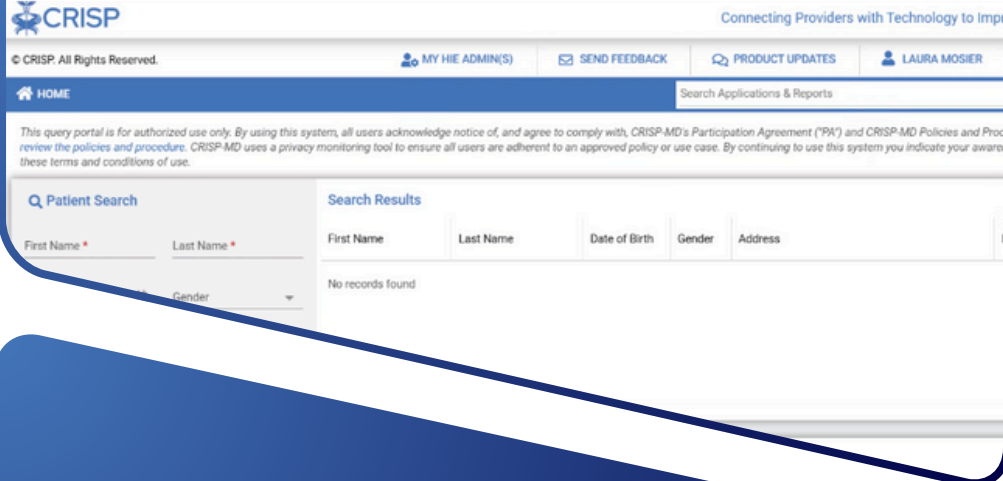 CRISP
Connecting Providers with Technology to
© CRISP. All Rights Reserved.
MY HIE ADMIN(S)
SEND FEEDBACK
PRODUCT UPDATES
LAURA MOSIER
HOME
Search Applications & Reports
This query portal is for authorized use only. By using this system, all users acknowledge notice of, and agree to comply with, CRISP-MD's Participation Agreement ("PA") and CRISP-MD Policies and
review the policies and procedure. CRISP-MD uses a privacy monitoring tool to ensure all users are adherent to an approved policy or use case. By continuing to use this system you indicate your
these terms and conditions of use.
Patient Search
Search Results
First Name *
Last Name *
First Name
Last Name
Date of Birth
Gender
Address
Gender
No records found